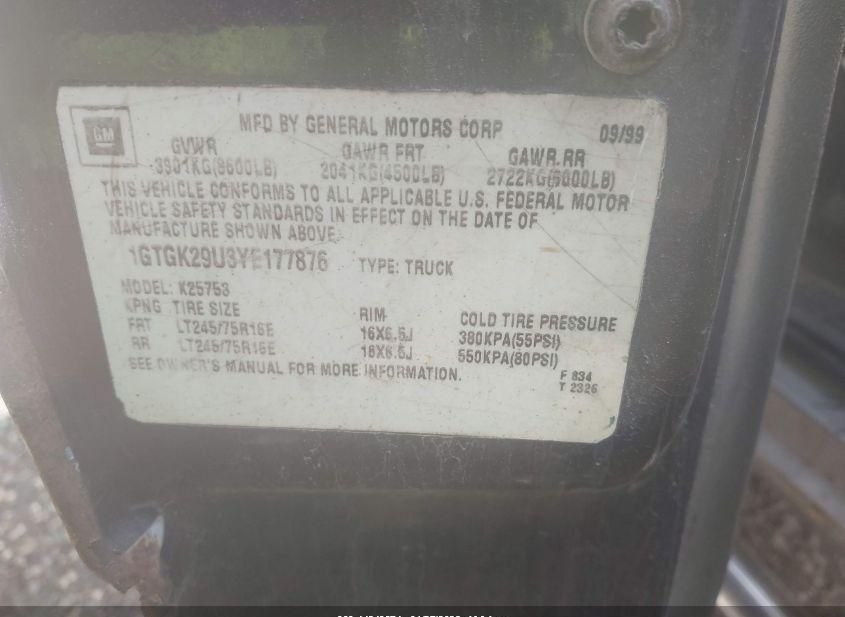 GM
MFD BY GENERAL MOTORS CORP 09/99
GVWR GAWR FRT GAWR RR
3901KG(8600LB) 2041KG(4500LB) 2722KG(6000LB)
THIS VEHICLE CONFORMS TO ALL APPLICABLE U.S. FEDERAL MOTOR
VEHICLE SAFETY STANDARDS IN EFFECT ON THE DATE OF
MANUFACTURE SHOWN ABOVE.
1GTGK29U3YE177876 TYPE: TRUCK
MODEL: K25753
KPNG TIRE SIZE RIM COLD TIRE PRESSURE
FRT LT245/75R16E 16X6.5J 380KPA(55PSI)
RR LT245/75R16E 16X6.5J 550KPA(80PSI)
SEE OWNER'S MANUAL FOR MORE INFORMATION.
F 834
T 2326